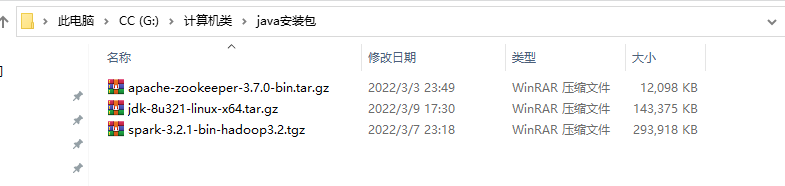 此电脑 > CC (G:) > 计算机类 > java安装包
名称 修改日期 类型 大小
apache-zookeeper-3.7.0-bin.tar.gz 2022/3/3 23:49 WinRAR 压缩文件 12,098 KB
jdk-8u321-linux-x64.tar.gz 2022/3/9 17:30 WinRAR 压缩文件 143,375 KB
spark-3.2.1-bin-hadoop3.2.tgz 2022/3/7 23:18 WinRAR 压缩文件 293,918 KB